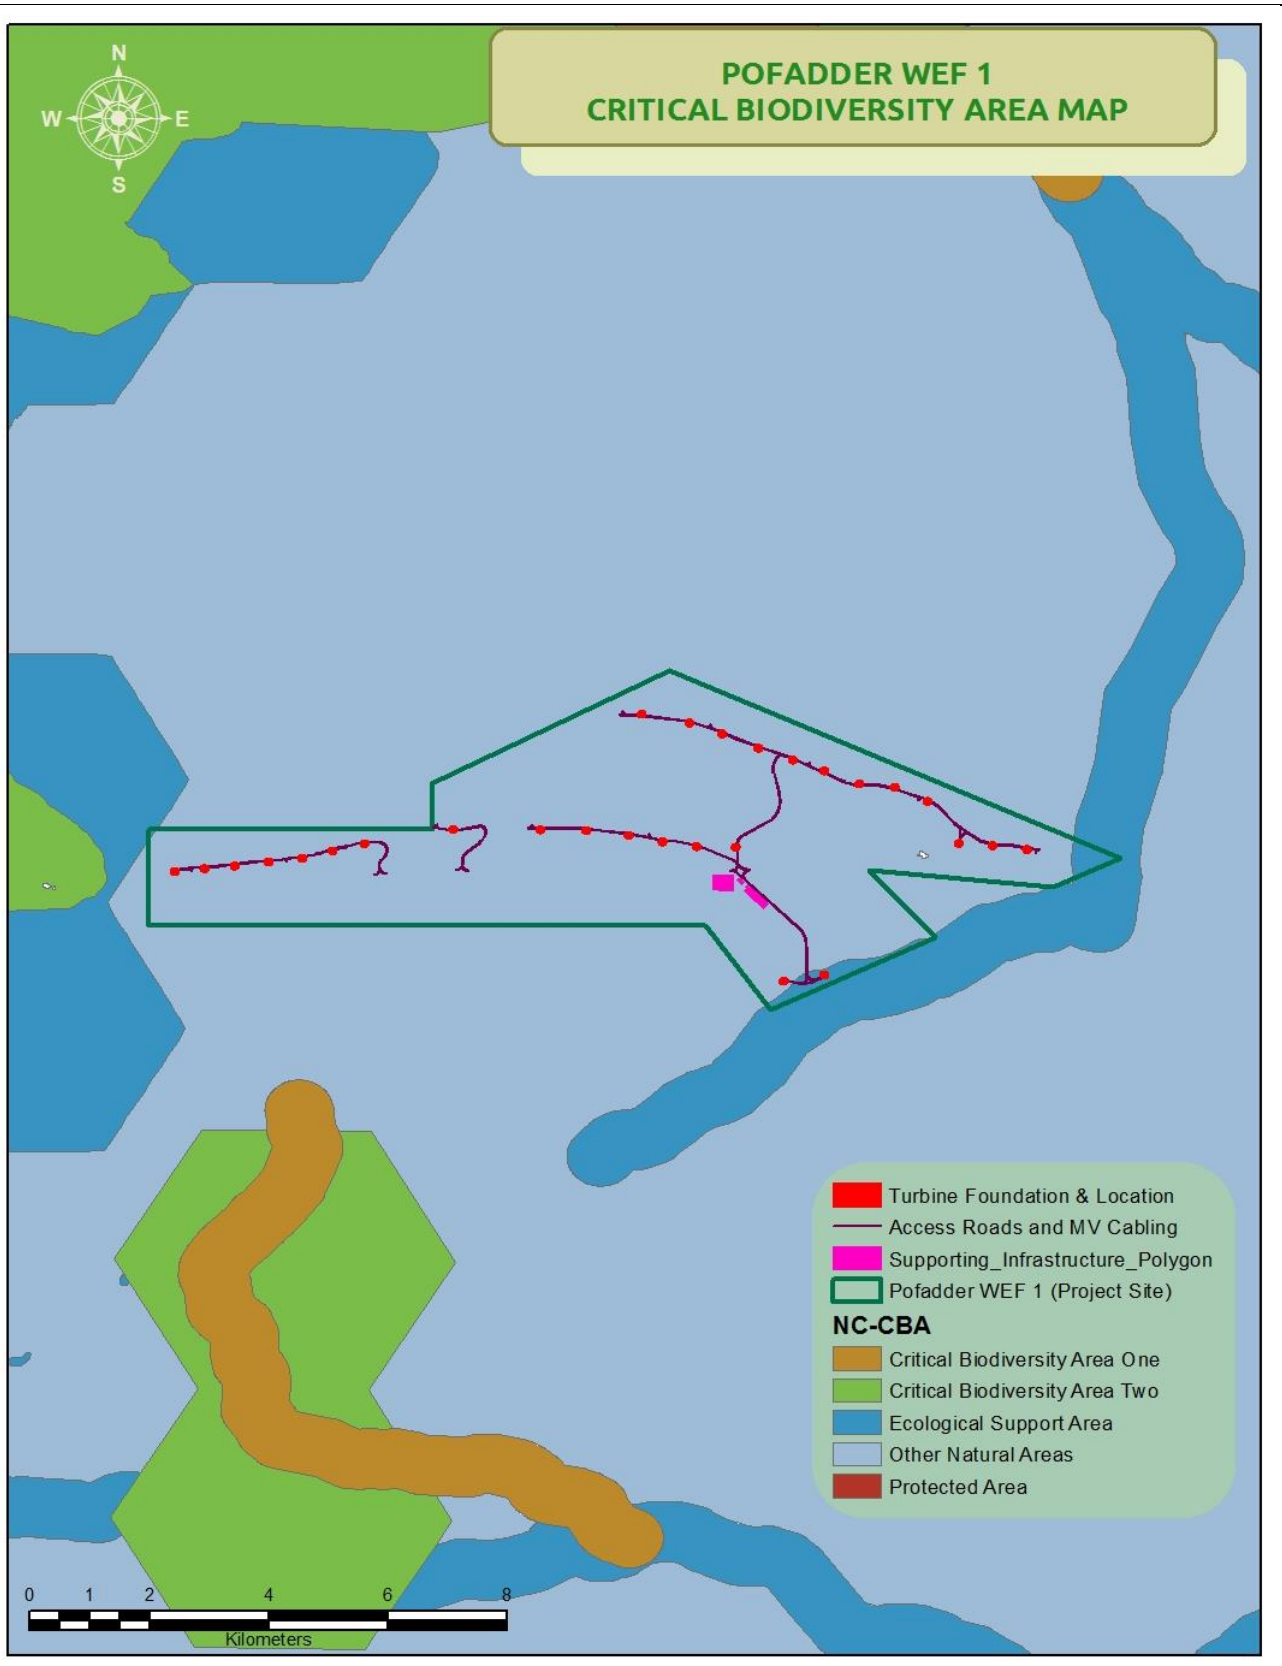 POFADDER WEF 1
CRITICAL BIODIVERSITY AREA MAP
N
W E
S
Turbine Foundation & Location
Access Roads and MV Cabling
Supporting_Infrastructure_Polygon
Pofadder WEF 1 (Project Site)
NC-CBA
Critical Biodiversity Area One
Critical Biodiversity Area Two
Ecological Support Area
Other Natural Areas
Protected Area
0 1 2 4 6 8
Kilometers